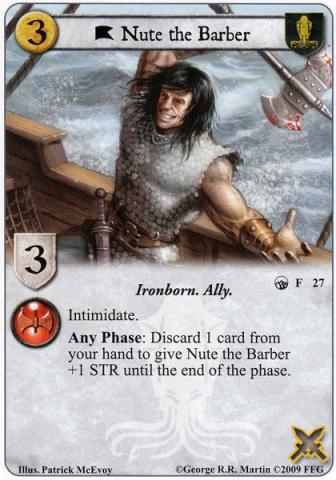 3 Nute the Barber
3
Ironborn. Ally.
F 27
Intimidate.
Any Phase: Discard 1 card from
your hand to give Nute the Barber
+1 STR until the end of the phase.
Illus. Patrick McEvoy
©George R.R. Martin ©2009 FFG